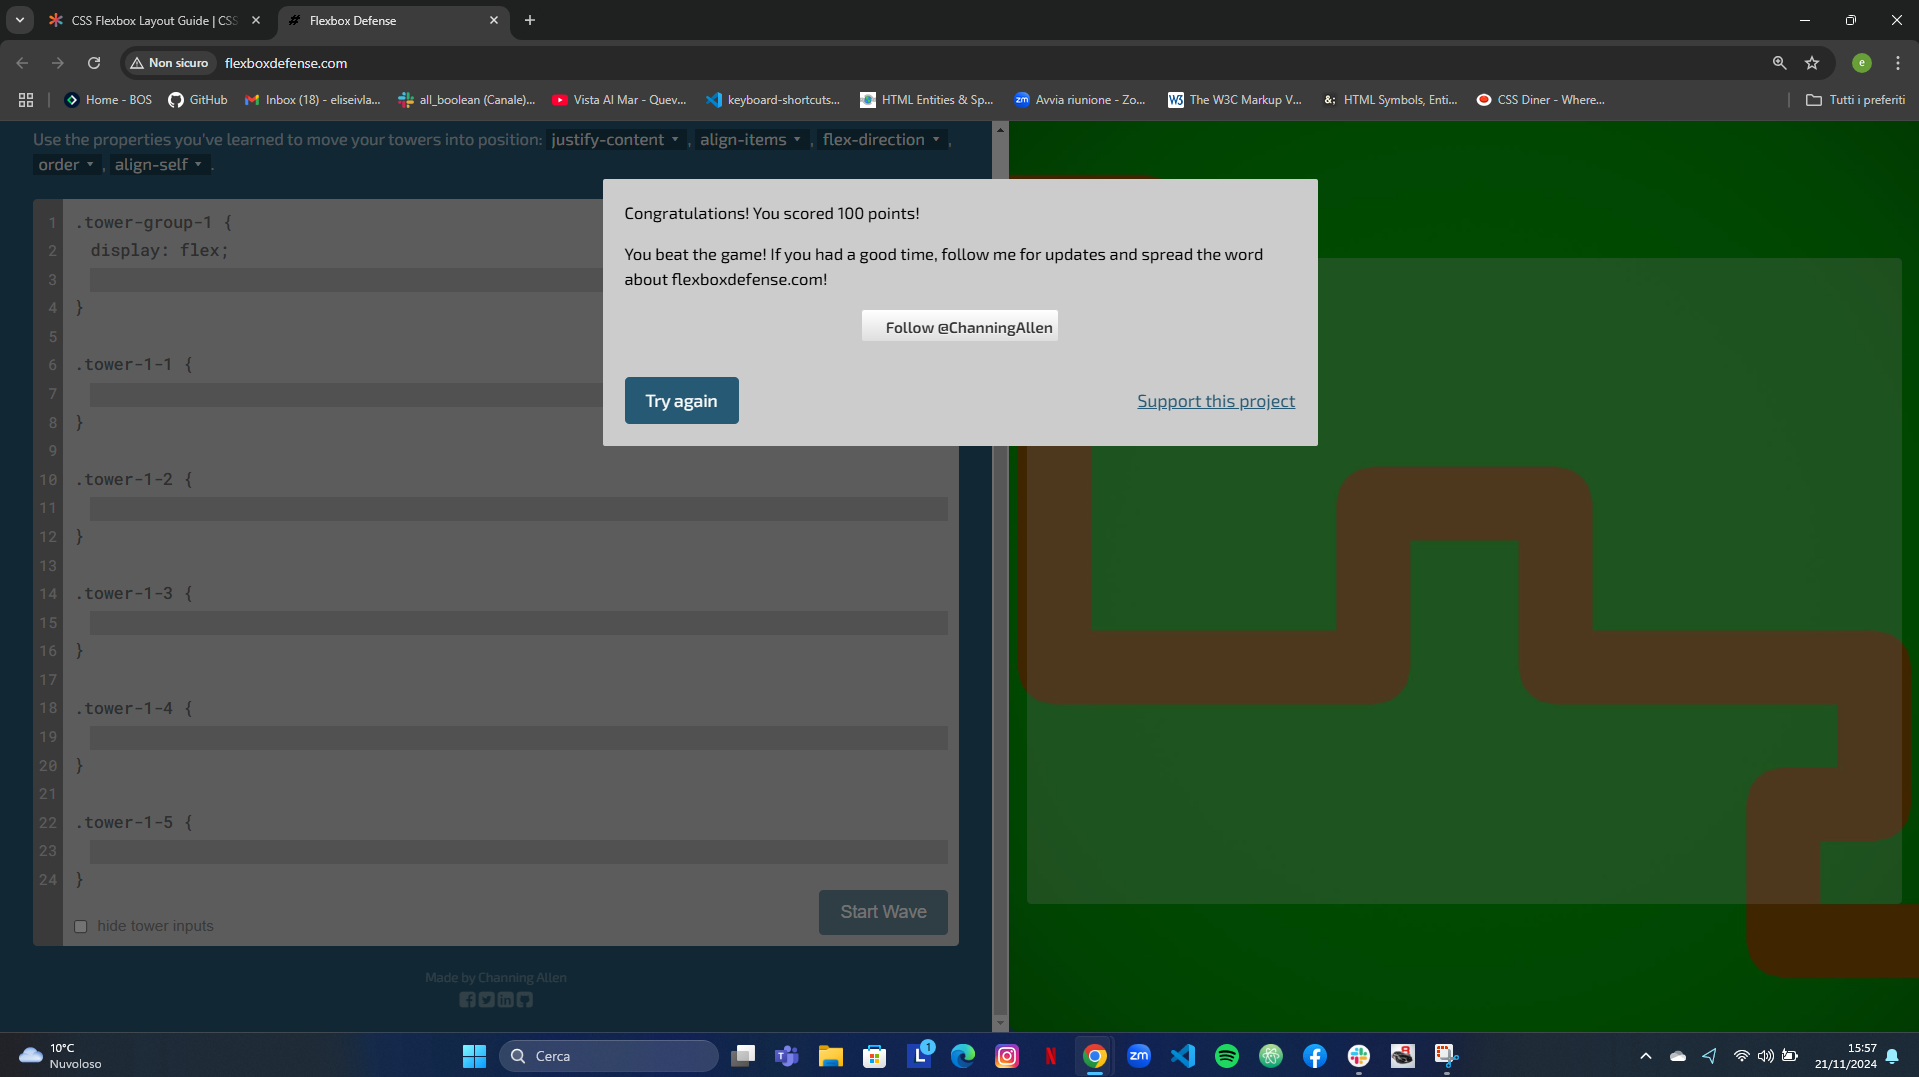 CSS Flexbox Layout Guide | CSS
Flexbox Defense
Non sicuro
flexboxdefense.com
e
Home - BOS
GitHub
Inbox (18) - eliseivla...
all_boolean (Canale)...
Vista Al Mar - Quev...
keyboard-shortcuts...
HTML Entities & Sp...
Avvia riunione - Zo...
The W3C Markup V...
HTML Symbols, Enti...
CSS Diner - Where...
Tutti i preferiti
Use the properties you've learned to move your towers into position: justify-content , align-items , flex-direction ,
order , align-self .
1 .tower-group-1 {
2 display: flex;
3
4 }
5
6 .tower-1-1 {
7
8 }
9
10 .tower-1-2 {
11
12 }
13
14 .tower-1-3 {
15
16 }
17
18 .tower-1-4 {
19
20 }
21
22 .tower-1-5 {
23
24 }
hide tower inputs
Start Wave
Made by Channing Allen
Congratulations! You scored 100 points!
You beat the game! If you had a good time, follow me for updates and spread the word
about flexboxdefense.com!
Follow @ChanningAllen
Try again
Support this project
10°C
Nuvoloso
Cerca
L 1
N
zm
15:57
21/11/2024